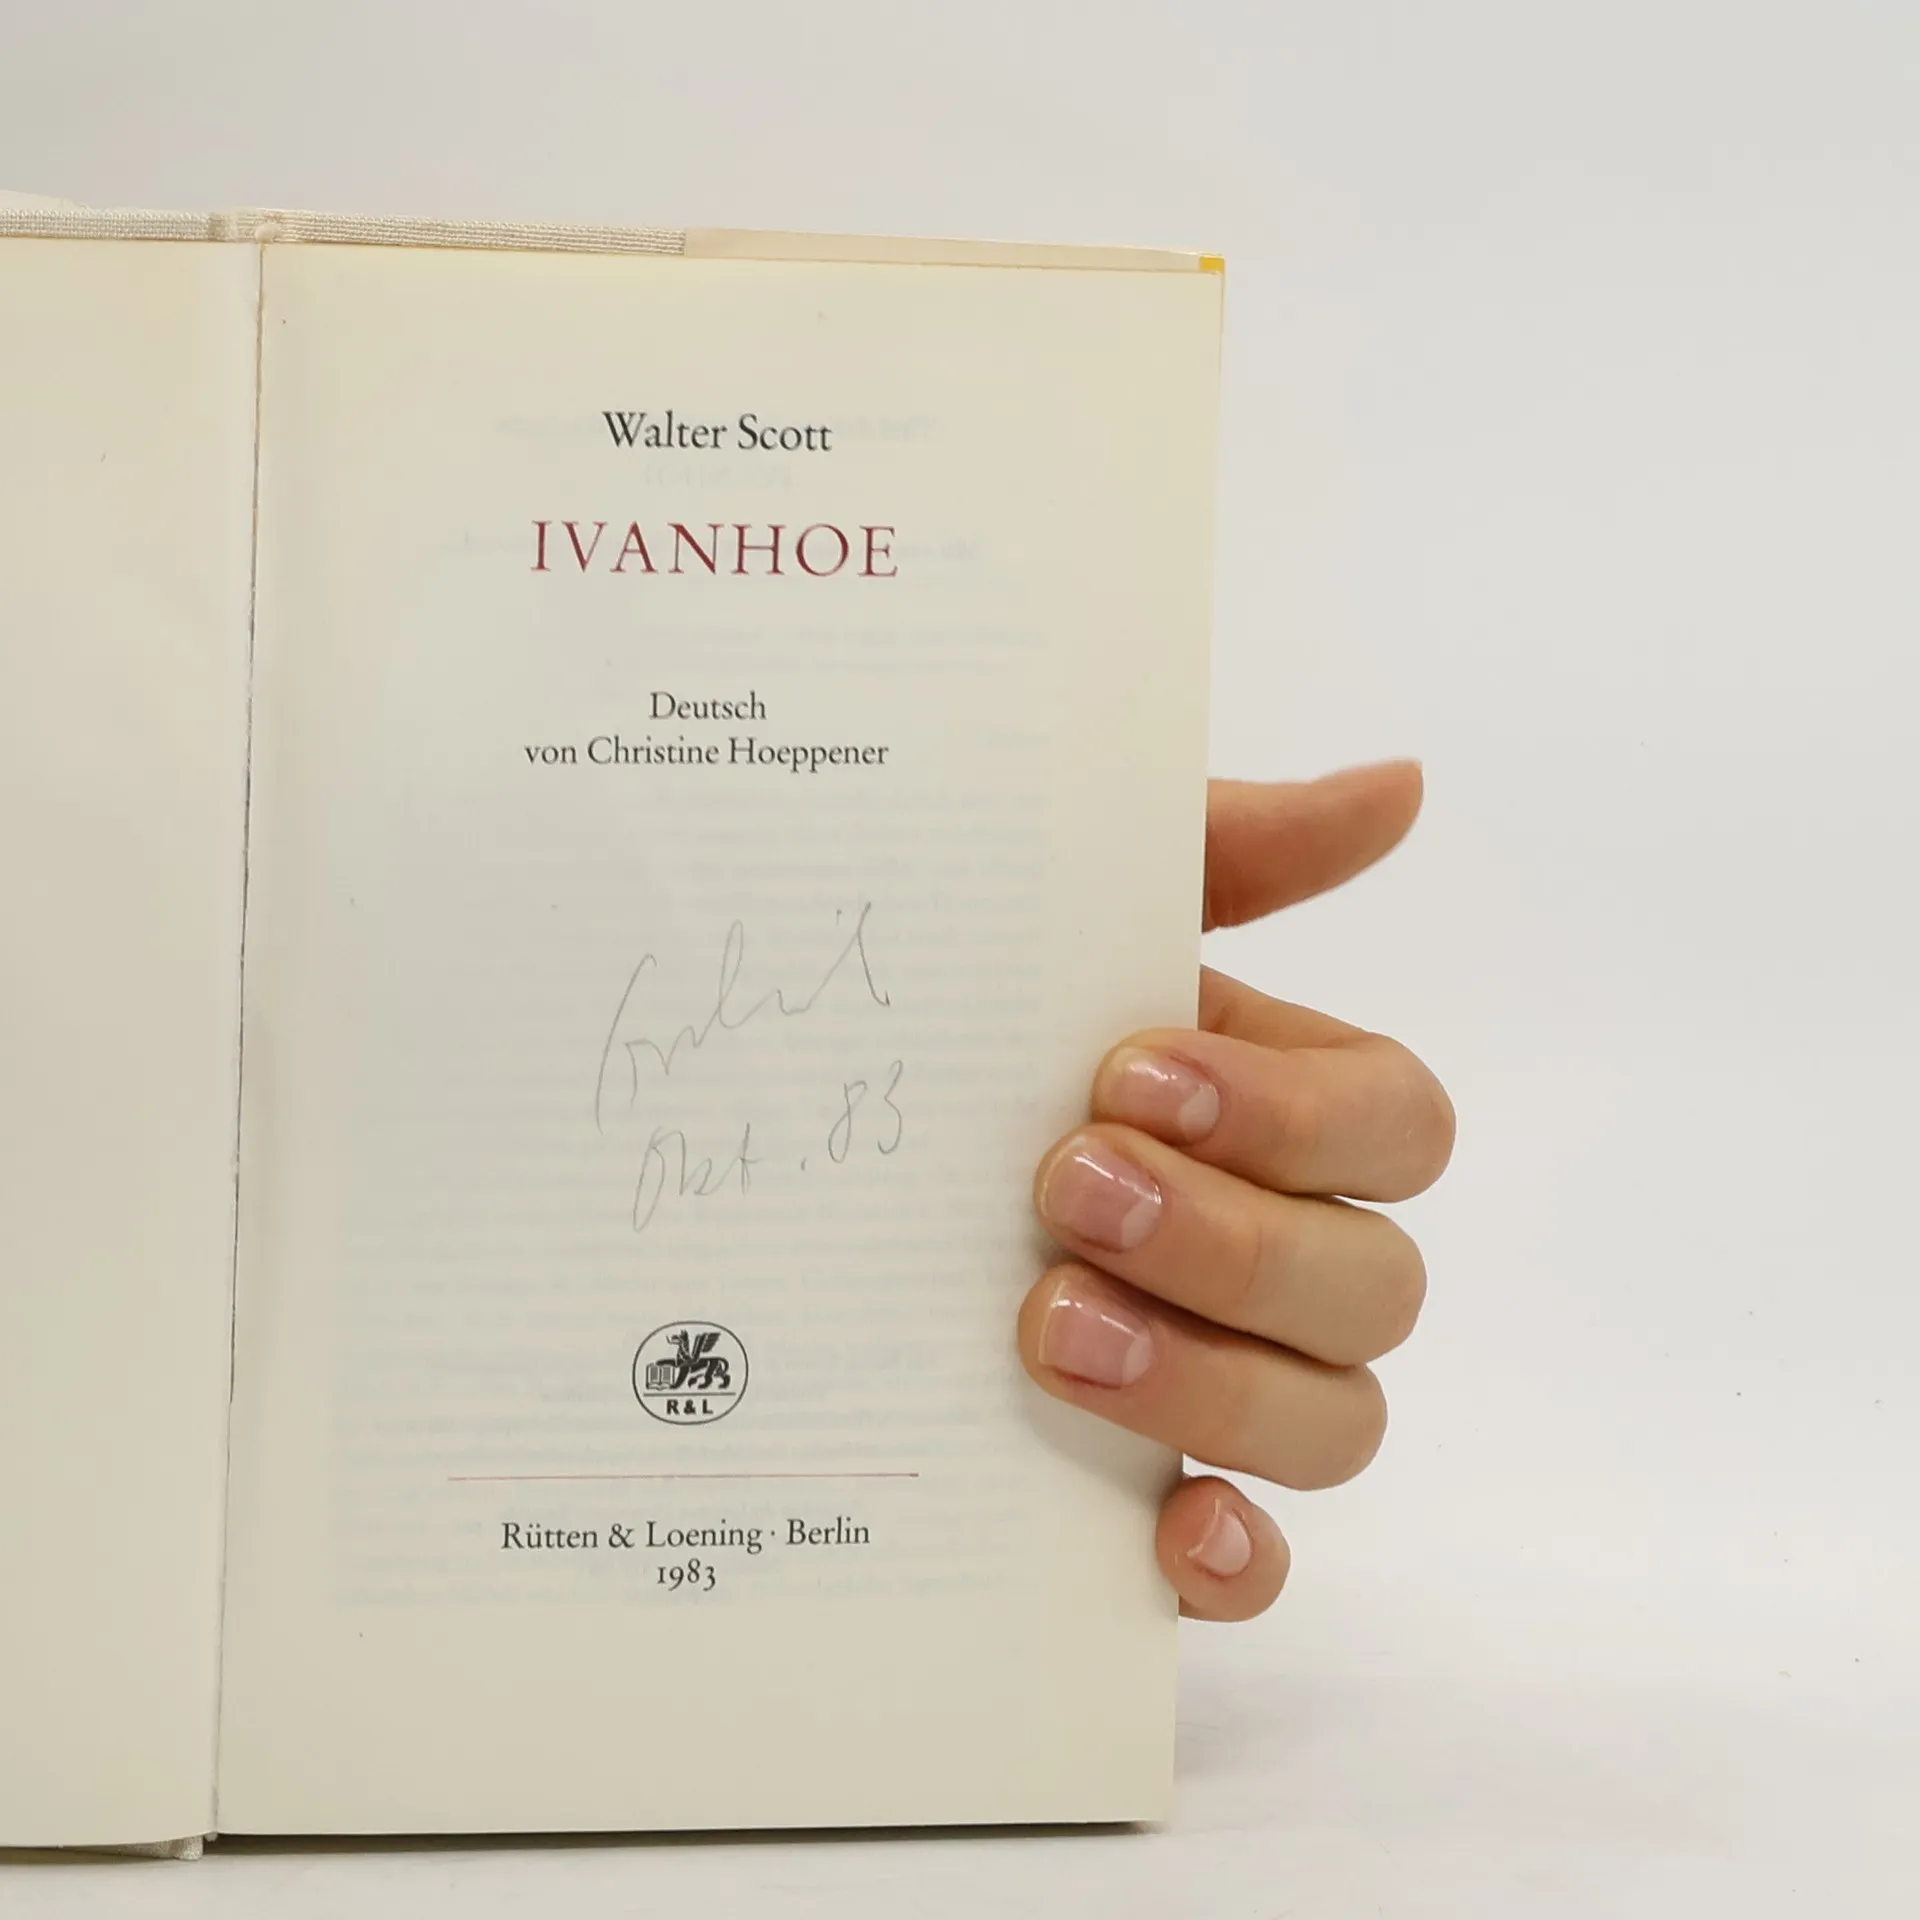 Walter Scott
IVANHOE
Deutsch
von Christine Hoeppener
Okt. 83
R & L
Rütten & Loening · Berlin
1983